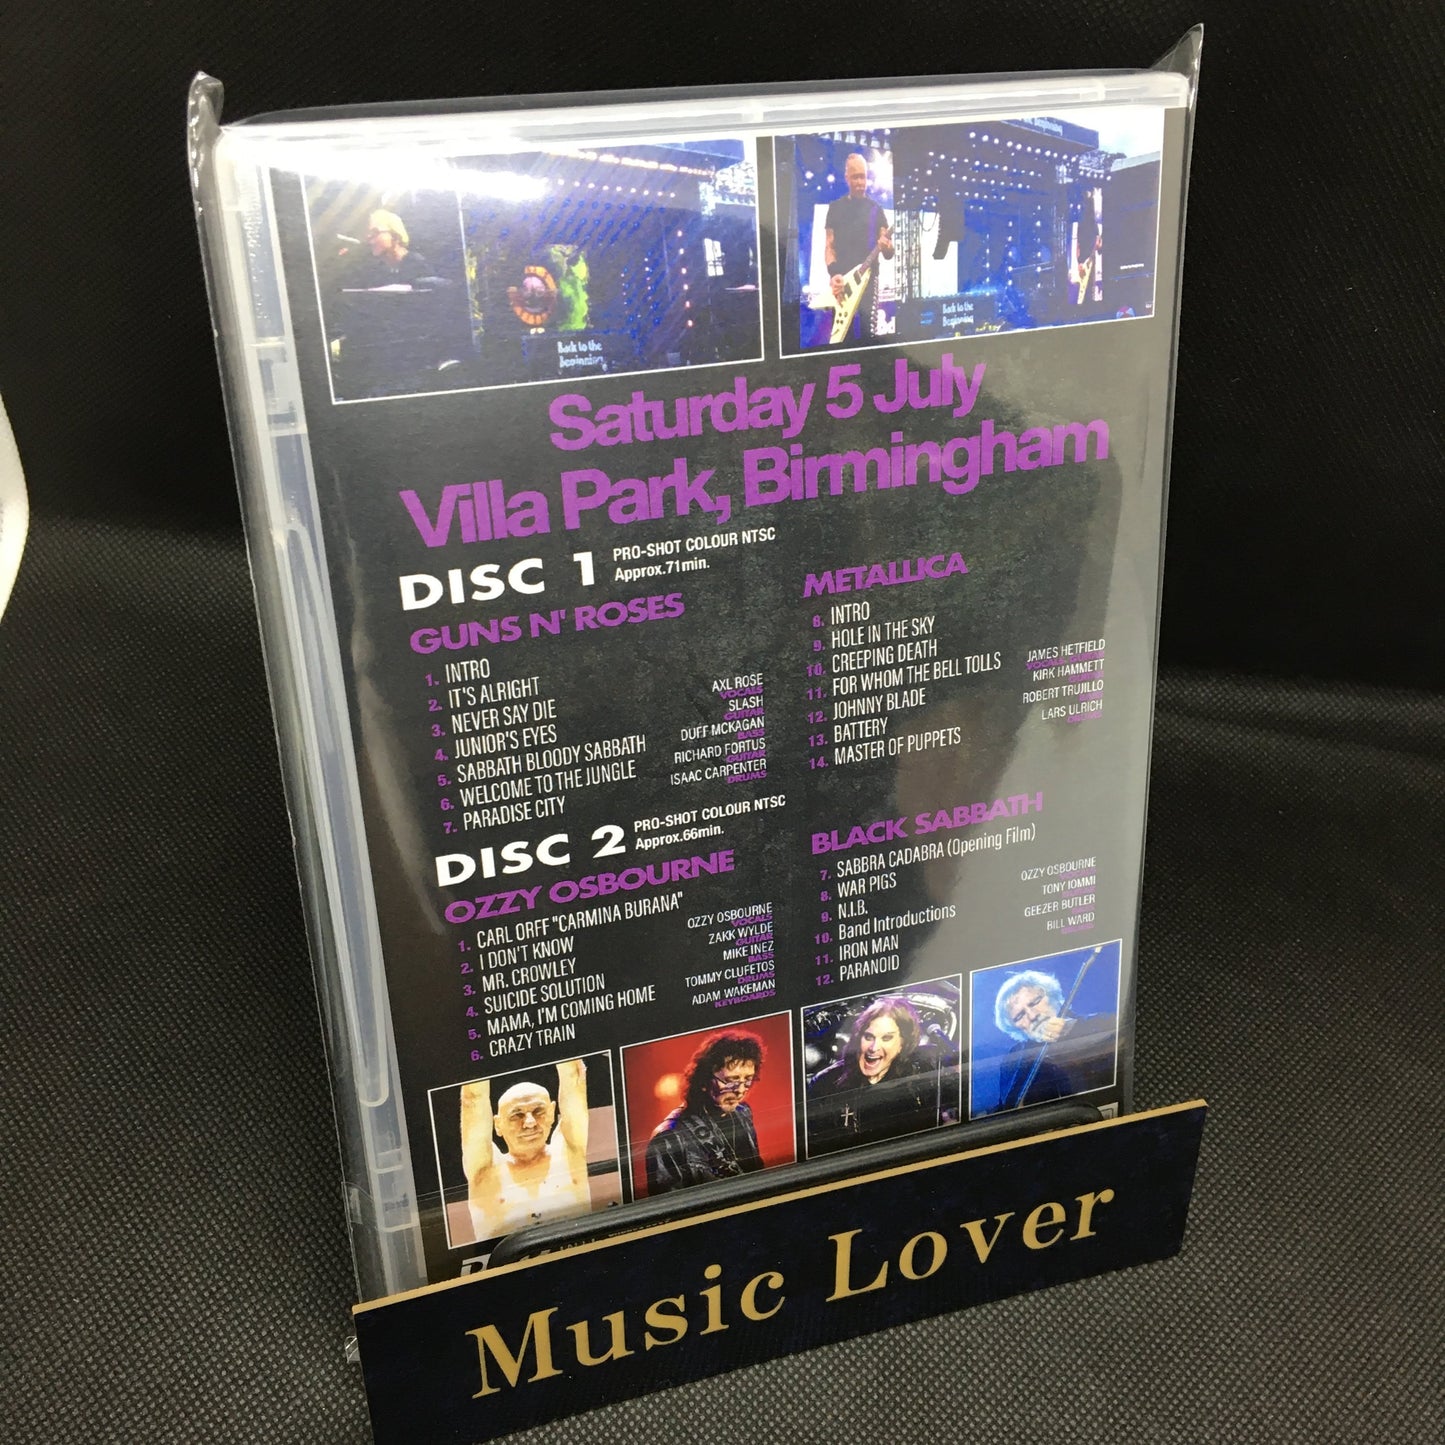 Back to the
Beginning
Back to the
Beginning
Saturday 5 July
Villa Park, Birmingham
DISC 1 PRO-SHOT COLOUR NTSC
Approx.71min.
GUNS N' ROSES
1. INTRO
2. IT'S ALRIGHT
3. NEVER SAY DIE
4. JUNIOR'S EYES
5. SABBATH BLOODY SABBATH
6. WELCOME TO THE JUNGLE
7. PARADISE CITY
AXL ROSE
VOCALS
SLASH
GUITAR
DUFF MCKAGAN
BASS
RICHARD FORTUS
GUITAR
ISAAC CARPENTER
DRUMS
METALLICA
8. INTRO
9. HOLE IN THE SKY
10. CREEPING DEATH
11. FOR WHOM THE BELL TOLLS
12. JOHNNY BLADE
13. BATTERY
14. MASTER OF PUPPETS
JAMES HETFIELD
VOCALS, GUITAR
KIRK HAMMETT
GUITAR
ROBERT TRUJILLO
BASS
LARS ULRICH
DRUMS
DISC 2 PRO-SHOT COLOUR NTSC
Approx.66min.
OZZY OSBOURNE
1. CARL ORFF "CARMINA BURANA"
2. I DON'T KNOW
3. MR. CROWLEY
4. SUICIDE SOLUTION
5. MAMA, I'M COMING HOME
6. CRAZY TRAIN
OZZY OSBOURNE
VOCALS
ZAKK WYLDE
GUITAR
MIKE INEZ
BASS
TOMMY CLUFETOS
DRUMS
ADAM WAKEMAN
KEYBOARDS
BLACK SABBATH
7. SABBRA CADABRA (Opening Film)
8. WAR PIGS
9. N.I.B.
10. Band Introductions
11. IRON MAN
12. PARANOID
OZZY OSBOURNE
TONY IOMMI
GEEZER BUTLER
BILL WARD
Music Lover